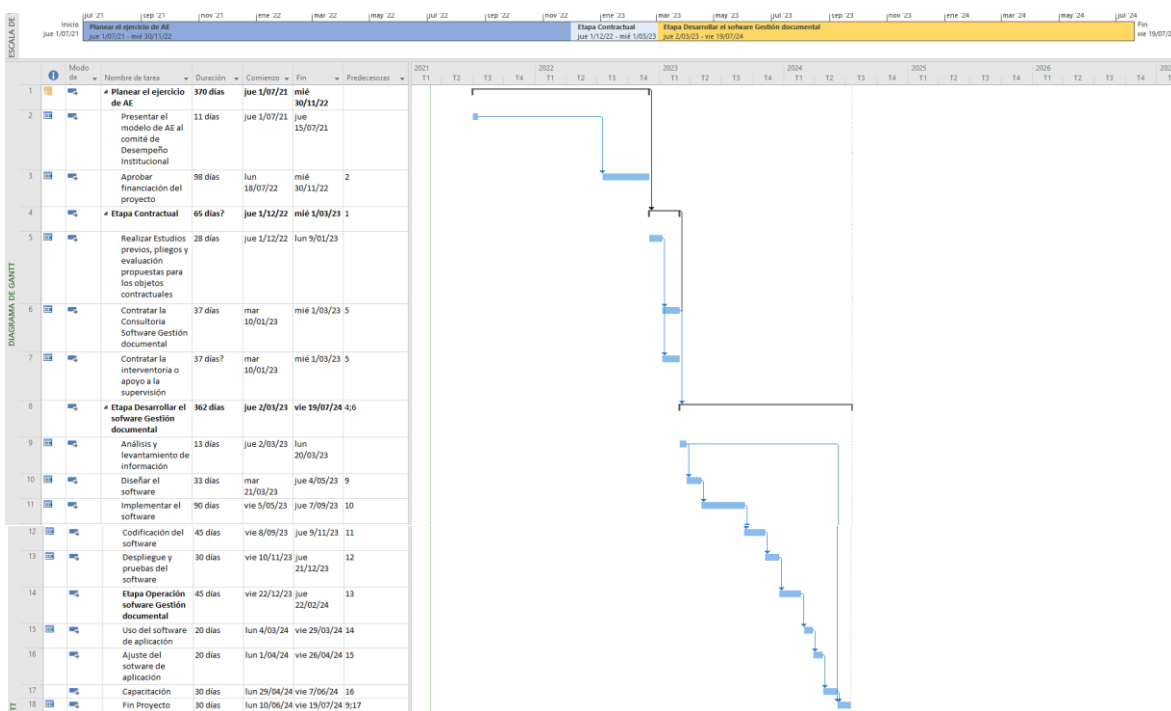 ESCALA DE
jul '21 sep '21 nov '21 ene '22 mar '22 may '22 jul '22 sep '22 nov '22 ene '23 mar '23 may '23 jul '23 sep '23 nov '23 ene '24 mar '24 may '24 jul '24
Inicio
jue 1/07/21
Planear el ejercicio de AE
jue 1/07/21 - mié 30/11/22
Etapa Contractual
jue 1/12/22 - mié 1/03/23
Etapa Desarrollar el sofware Gestión documental
jue 2/03/23 - vie 19/07/24
Fin
vie 19/07/2
DIAGRAMA DE GANTT
Modo de Nombre de tarea Duración Comienzo Fin Predecesoras
2021 2022 2023 2024 2025 2026 202
T1 T2 T3 T4 T1 T2 T3 T4 T1 T2 T3 T4 T1 T2 T3 T4 T1 T2 T3 T4 T1 T2 T3 T4
1 Planear el ejercicio 370 días jue 1/07/21 mié
de AE 30/11/22
2 Presentar el 11 días jue 1/07/21 jue
modelo de AE al 15/07/21
comité de
Desempeño
Institucional
3 Aprobar 98 días lun mié 2
financiación del 18/07/22 30/11/22
proyecto
4 Etapa Contractual 65 días? jue 1/12/22 mié 1/03/23 1
5 Realizar Estudios 28 días jue 1/12/22 lun 9/01/23
previos, pliegos y
evaluación
propuestas para
los objetos
contractuales
6 Contratar la 37 días mar mié 1/03/23 5
Consultoria 10/01/23
Software Gestión
documental
7 Contratar la 37 días? mar mié 1/03/23 5
interventoria o 10/01/23
apoyo a la
supervisión
8 Etapa Desarrollar el 362 días jue 2/03/23 vie 19/07/24 4;6
sofware Gestión
documental
9 Análisis y 13 días jue 2/03/23 lun
levantamiento de 20/03/23
información
10 Diseñar el 33 días mar jue 4/05/23 9
software 21/03/23
11 Implementar el 90 días vie 5/05/23 jue 7/09/23 10
software
12 Codificación del 45 días vie 8/09/23 jue 9/11/23 11
software
13 Despliegue y 30 días vie 10/11/23 jue 12
pruebas del 21/12/23
software
14 Etapa Operación 45 días vie 22/12/23 jue 13
sofware Gestión 22/02/24
documental
15 Uso del software 20 días lun 4/03/24 vie 29/03/24 14
de aplicación
16 Ajuste del 20 días lun 1/04/24 vie 26/04/24 15
sotware de
aplicación
17 Capacitación 30 días lun 29/04/24 vie 7/06/24 16
18 Fin Proyecto 30 días lun 10/06/24 vie 19/07/24 9;17